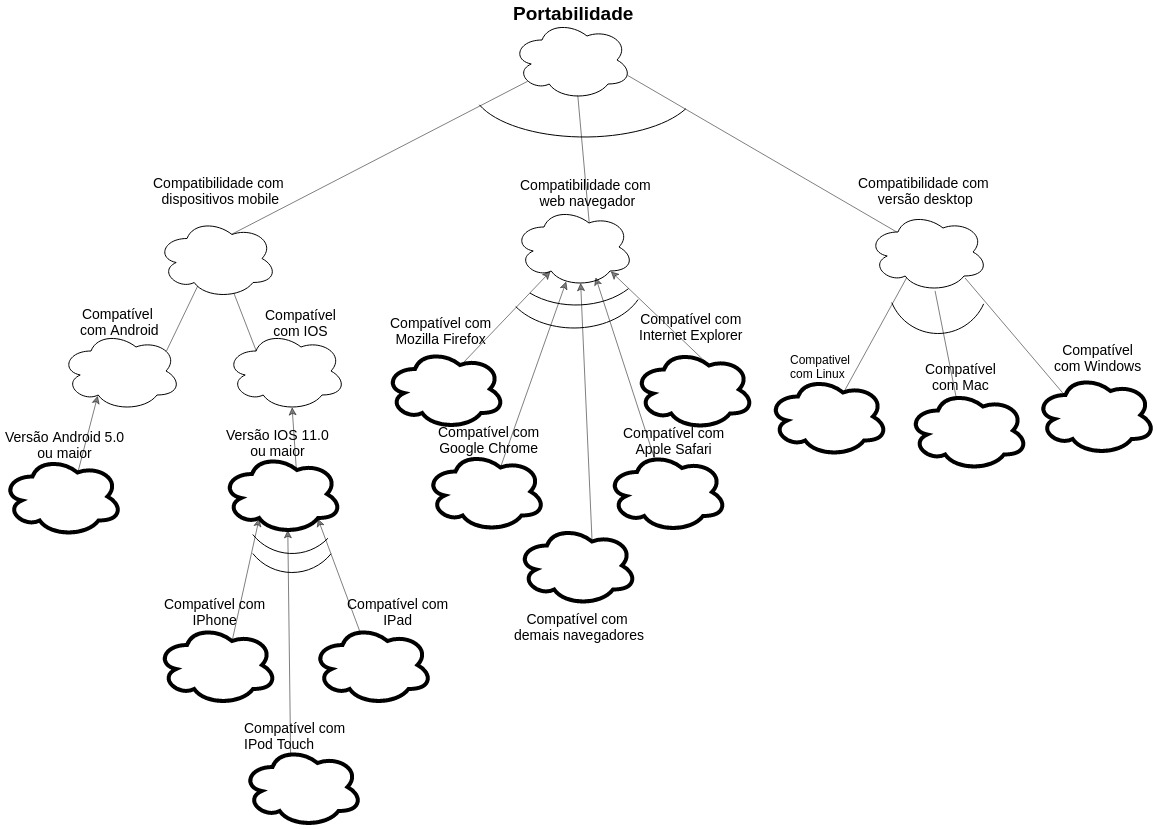 Portabilidade
Compatibilidade com
dispositivos mobile
Compatibilidade com
web navegador
Compatibilidade com
versão desktop
Compatível
com Android
Compatível
com IOS
Compatível com
Mozilla Firefox
Compatível com
Internet Explorer
Compativel
com Linux
Compatível
com Mac
Compatível
com Windows
Versão Android 5.0
ou maior
Versão IOS 11.0
ou maior
Compatível com
Google Chrome
Compatível com
Apple Safari
Compatível com
IPhone
Compatível com
IPad
Compatível com
demais navegadores
Compatível com
IPod Touch